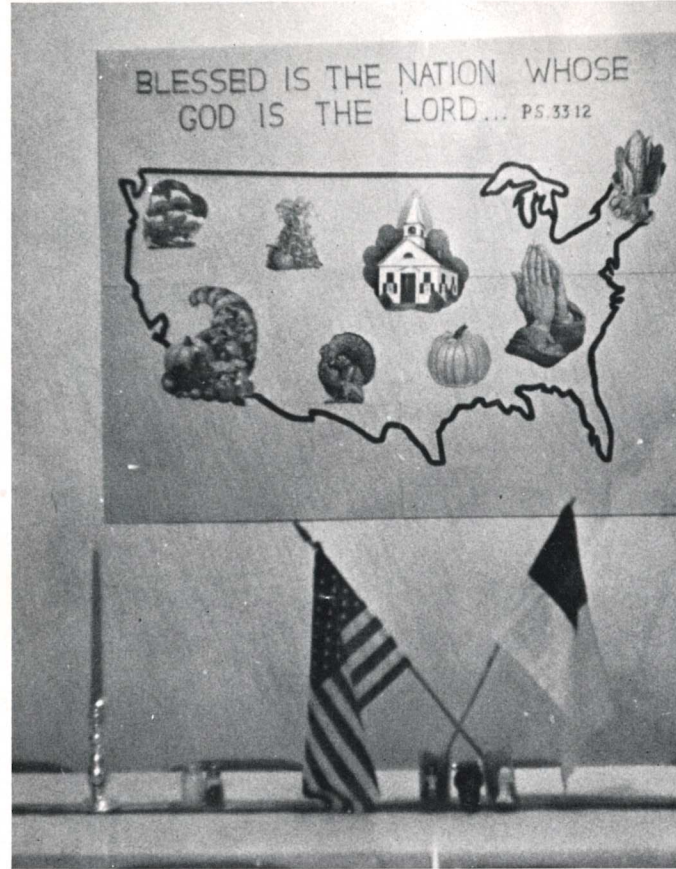 BLESSED IS THE NATION WHOSE
GOD IS THE LORD... PS. 33 12